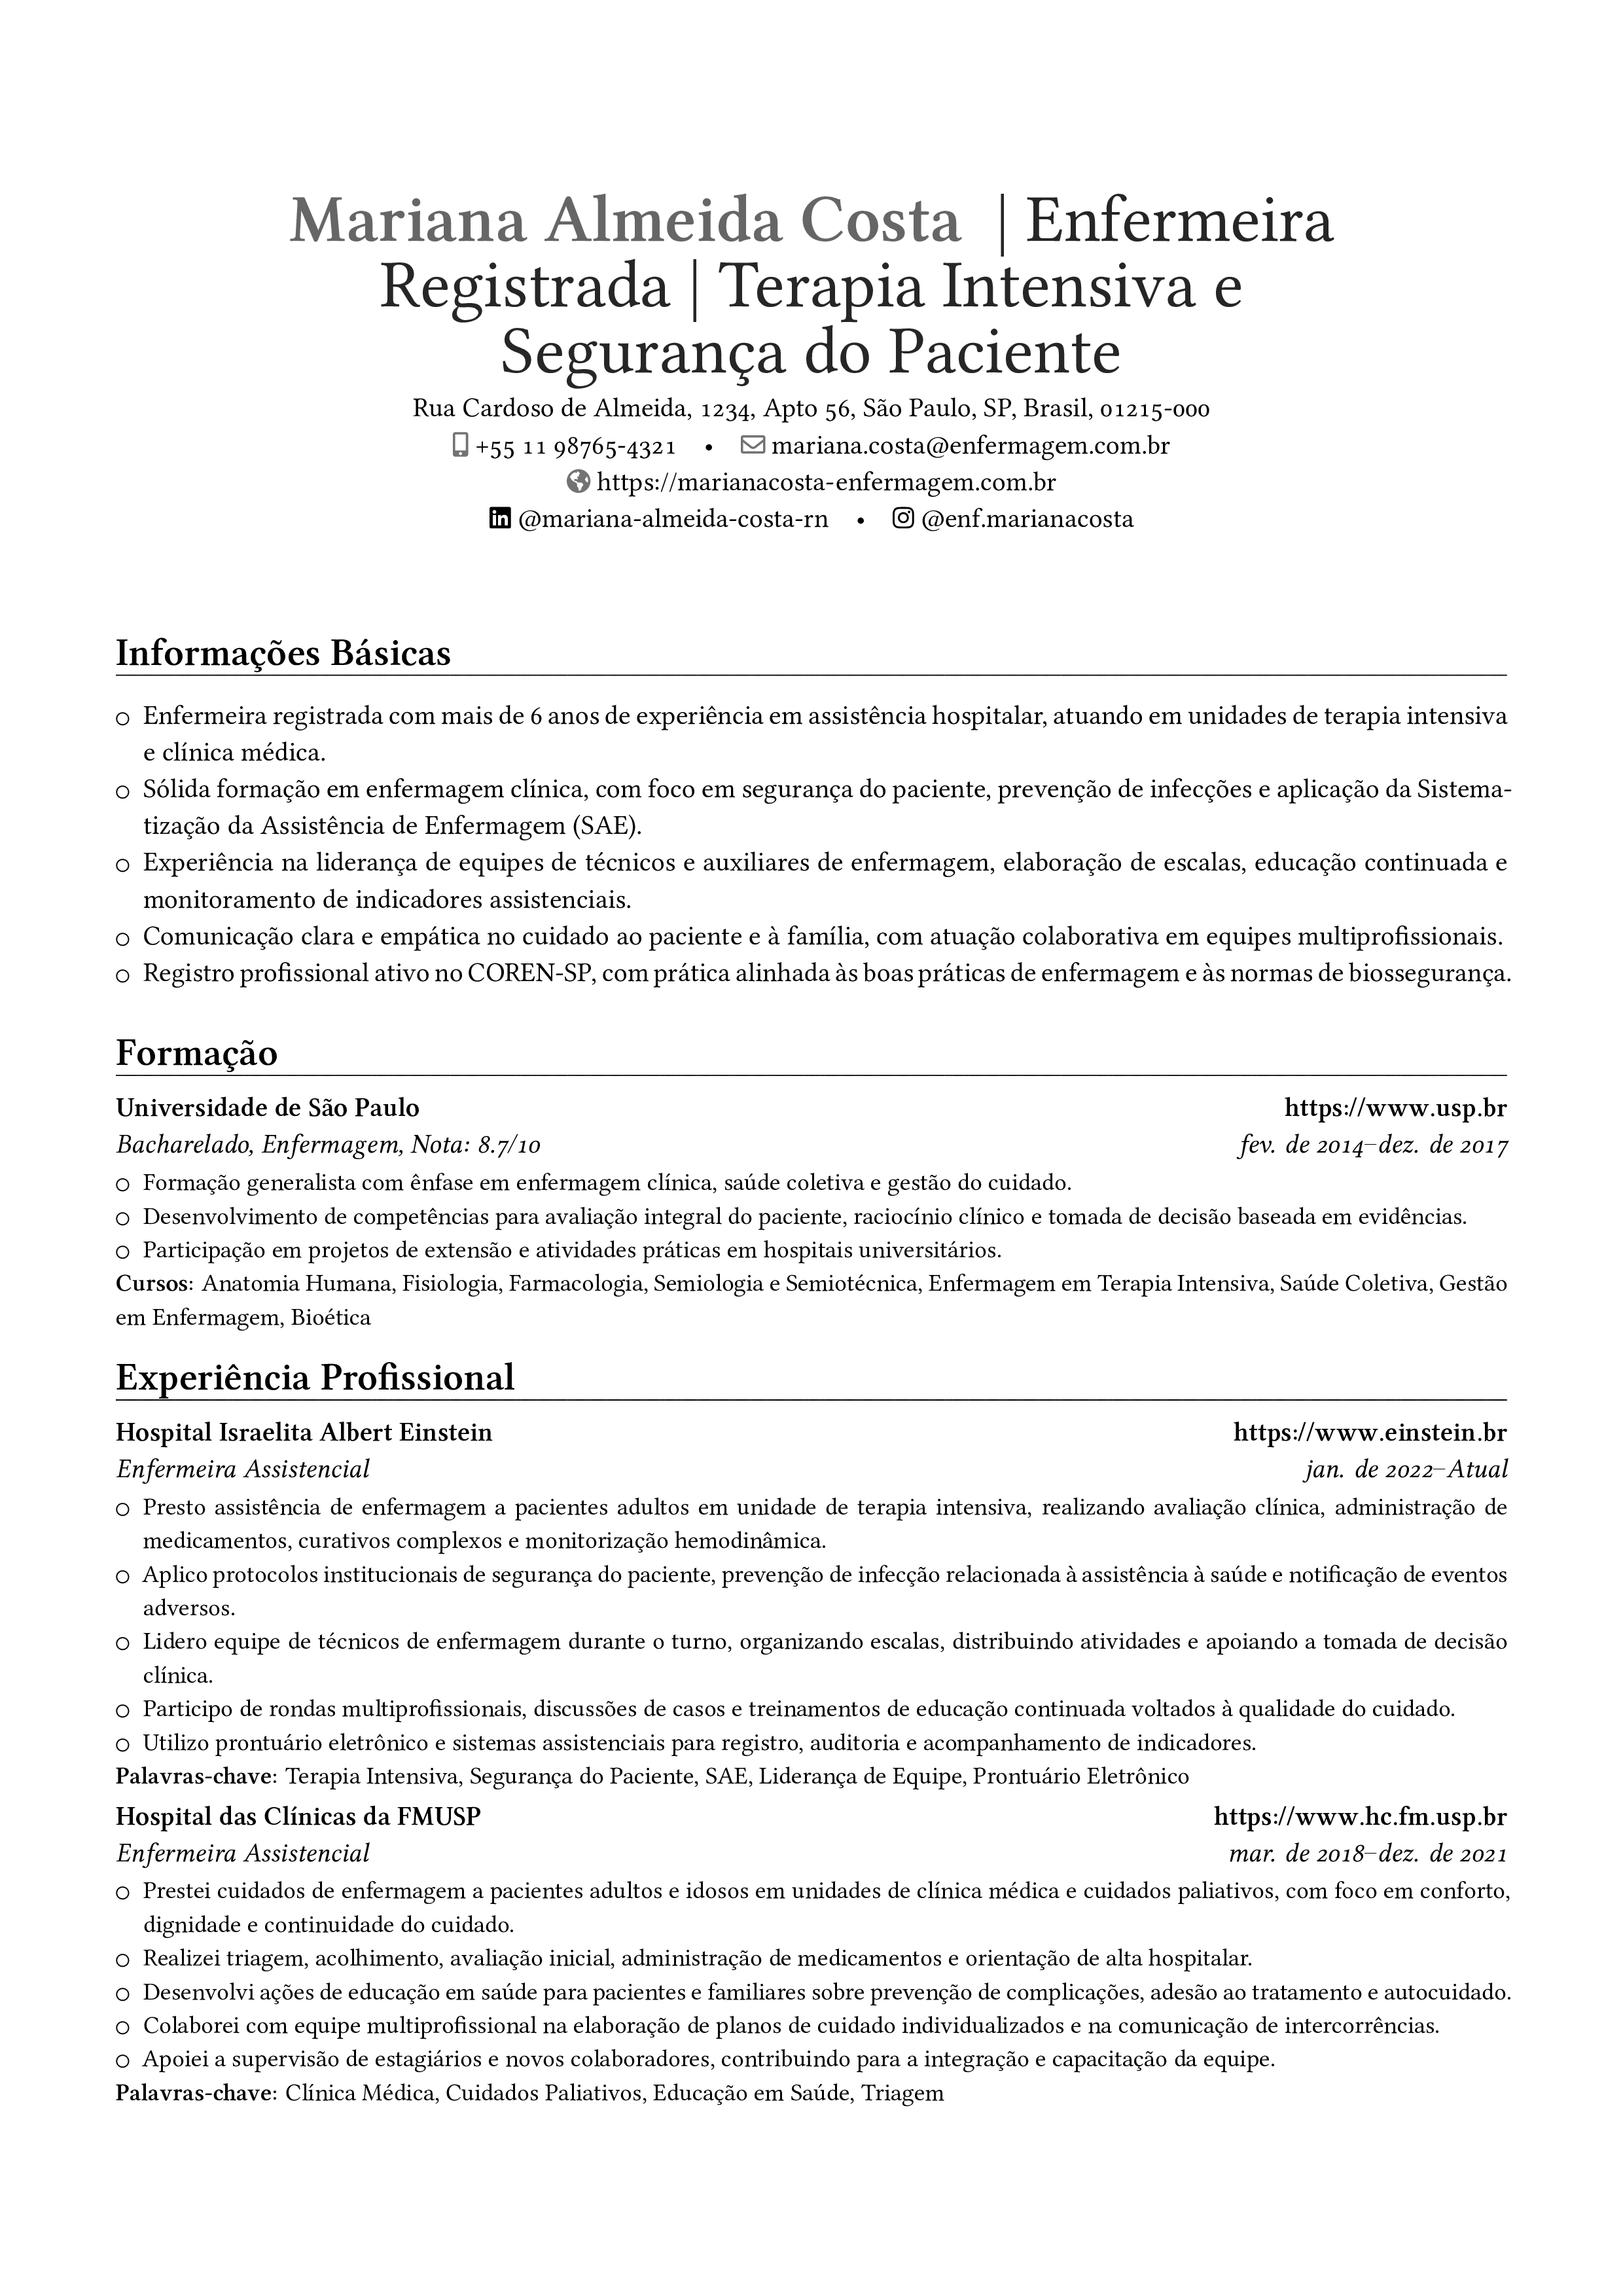 Mariana Almeida Costa | Enfermeira
Registrada | Terapia Intensiva e
Segurança do Paciente
Rua Cardoso de Almeida, 1234, Apto 56, São Paulo, SP, Brasil, 01215-000
+55 11 98765-4321 • mariana.costa@enfermagem.com.br
https://marianacosta-enfermagem.com.br
@mariana-almeida-costa-rn • @enf.marianacosta
Informações Básicas
○ Enfermeira registrada com mais de 6 anos de experiência em assistência hospitalar, atuando em unidades de terapia intensiva
e clínica médica.
○ Sólida formação em enfermagem clínica, com foco em segurança do paciente, prevenção de infecções e aplicação da Sistema-
tização da Assistência de Enfermagem (SAE).
○ Experiência na liderança de equipes de técnicos e auxiliares de enfermagem, elaboração de escalas, educação continuada e
monitoramento de indicadores assistenciais.
○ Comunicação clara e empática no cuidado ao paciente e à família, com atuação colaborativa em equipes multiprofissionais.
○ Registro profissional ativo no COREN-SP, com prática alinhada às boas práticas de enfermagem e às normas de biossegurança.
Formação
Universidade de São Paulo https://www.usp.br
Bacharelado, Enfermagem, Nota: 8.7/10 fev. de 2014–dez. de 2017
○ Formação generalista com ênfase em enfermagem clínica, saúde coletiva e gestão do cuidado.
○ Desenvolvimento de competências para avaliação integral do paciente, raciocínio clínico e tomada de decisão baseada em evidências.
○ Participação em projetos de extensão e atividades práticas em hospitais universitários.
Cursos: Anatomia Humana, Fisiologia, Farmacologia, Semiologia e Semiotécnica, Enfermagem em Terapia Intensiva, Saúde Coletiva, Gestão
em Enfermagem, Bioética
Experiência Profissional
Hospital Israelita Albert Einstein https://www.einstein.br
Enfermeira Assistencial jan. de 2022–Atual
○ Presto assistência de enfermagem a pacientes adultos em unidade de terapia intensiva, realizando avaliação clínica, administração de
medicamentos, curativos complexos e monitorização hemodinâmica.
○ Aplico protocolos institucionais de segurança do paciente, prevenção de infecção relacionada à assistência à saúde e notificação de eventos
adversos.
○ Lidero equipe de técnicos de enfermagem durante o turno, organizando escalas, distribuindo atividades e apoiando a tomada de decisão
clínica.
○ Participo de rondas multiprofissionais, discussões de casos e treinamentos de educação continuada voltados à qualidade do cuidado.
○ Utilizo prontuário eletrônico e sistemas assistenciais para registro, auditoria e acompanhamento de indicadores.
Palavras-chave: Terapia Intensiva, Segurança do Paciente, SAE, Liderança de Equipe, Prontuário Eletrônico
Hospital das Clínicas da FMUSP https://www.hc.fm.usp.br
Enfermeira Assistencial mar. de 2018–dez. de 2021
○ Prestei cuidados de enfermagem a pacientes adultos e idosos em unidades de clínica médica e cuidados paliativos, com foco em conforto,
dignidade e continuidade do cuidado.
○ Realizei triagem, acolhimento, avaliação inicial, administração de medicamentos e orientação de alta hospitalar.
○ Desenvolvi ações de educação em saúde para pacientes e familiares sobre prevenção de complicações, adesão ao tratamento e autocuidado.
○ Colaborei com equipe multiprofissional na elaboração de planos de cuidado individualizados e na comunicação de intercorrências.
○ Apoiei a supervisão de estagiários e novos colaboradores, contribuindo para a integração e capacitação da equipe.
Palavras-chave: Clínica Médica, Cuidados Paliativos, Educação em Saúde, Triagem